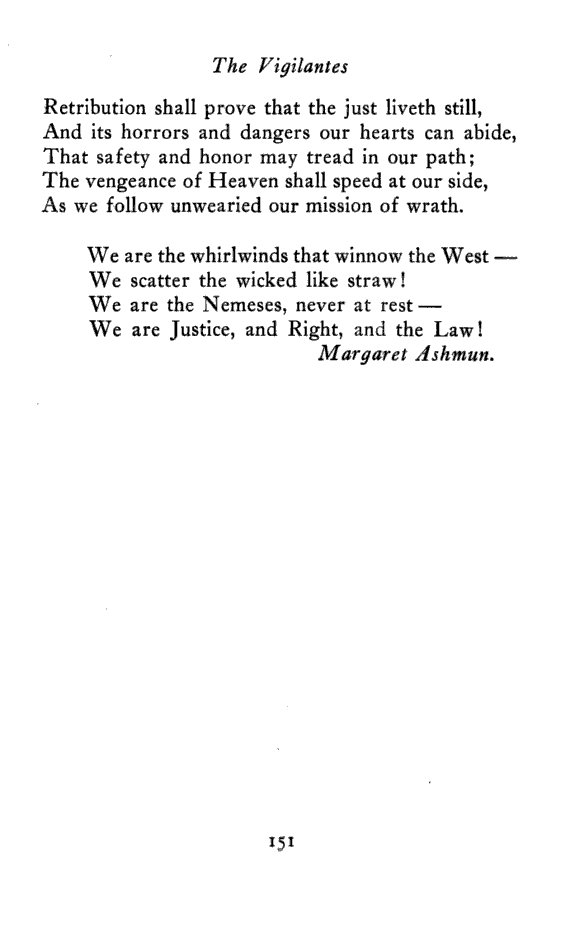 The Vigilantes
Retribution shall prove that the just liveth still,
And its horrors and dangers our hearts can abide,
That safety and honor may tread in our path;
The vengeance of Heaven shall speed at our side,
As we follow unwearied our mission of wrath.
We are the whirlwinds that winnow the West —
We scatter the wicked like straw!
We are the Nemeses, never at rest —
We are Justice, and Right, and the Law!
Margaret Ashmun.
151